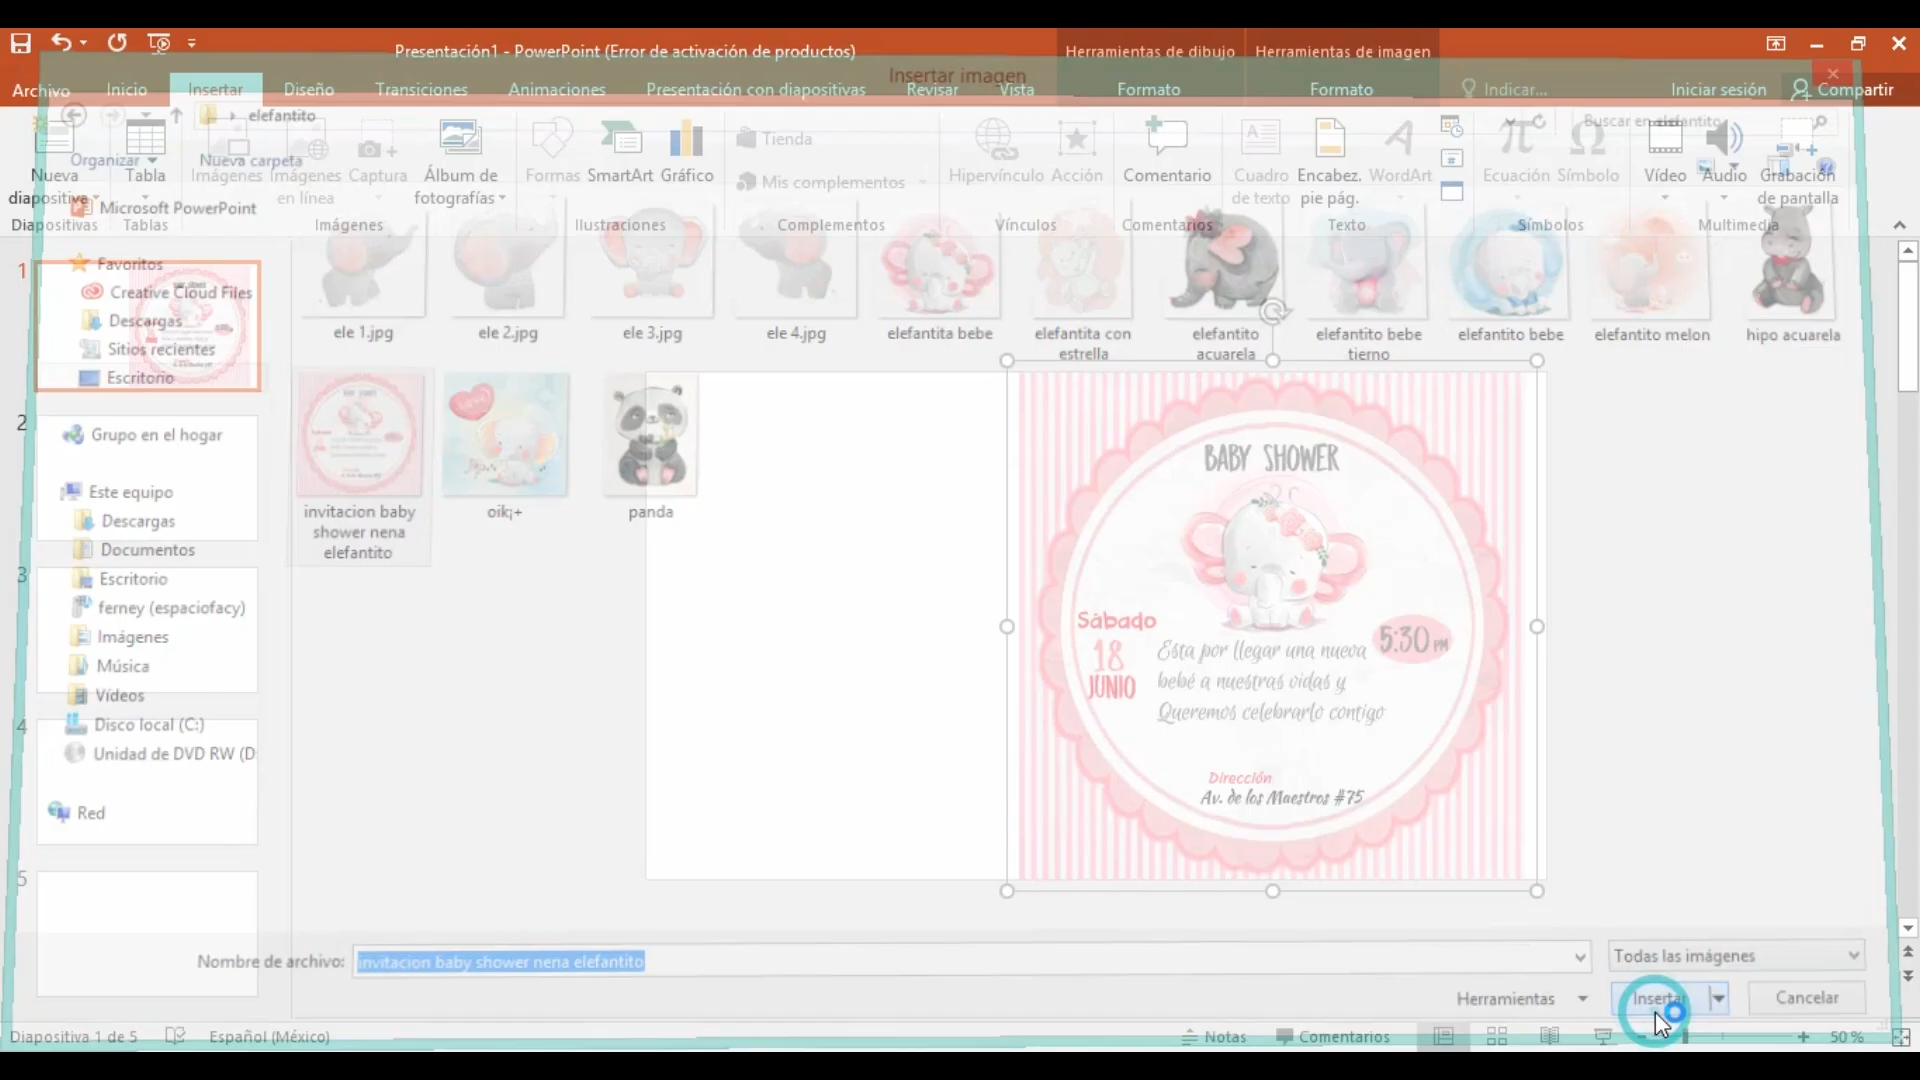 Presentación1 - PowerPoint (Error de activación de productos)
Herramientas de dibujo
Herramientas de imagen
Insertar imagen
Archivo
Inicio
Insertar
Diseño
Transiciones
Animaciones
Presentación con diapositivas
Revisar
Vista
Formato
Formato
Indicar...
Iniciar sesión
Compartir
elefantito
Buscar en elefantito
Organizar
Nueva carpeta
Nueva
diapositiva
Tabla
Imágenes
Imágenes
en línea
Captura
Álbum de
fotografías
Formas
SmartArt
Gráfico
Tienda
Mis complementos
Hipervínculo
Acción
Comentario
Cuadro
de texto
Encabez.
pie pág.
WordArt
Ecuación
Símbolo
Vídeo
Audio
Grabación
de pantalla
Diapositivas
Tablas
Imágenes
Ilustraciones
Complementos
Vínculos
Comentarios
Texto
Símbolos
Multimedia
Microsoft PowerPoint
Favoritos
Creative Cloud Files
Descargas
Sitios recientes
Escritorio
Grupo en el hogar
Este equipo
Descargas
Documentos
Escritorio
ferney (espaciofacy)
Imágenes
Música
Vídeos
Disco local (C:)
Unidad de DVD RW (D
Red
1
2
3
4
5
ele 1.jpg
ele 2.jpg
ele 3.jpg
ele 4.jpg
elefantita bebe
elefantita con
estrella
elefantito
acuarela
elefantito bebe
tierno
elefantito bebe
elefantito melon
hipo acuarela
invitacion baby
shower nena
elefantito
oik¡+
panda
BABY SHOWER
Sábado
18
JUNIO
5:30 PM
Esta por llegar una nueva
bebé a nuestras vidas y
Queremos celebrarlo contigo
Dirección
Av. de los Maestros #75
Nombre de archivo:
invitacion baby shower nena elefantito
Todas las imágenes
Herramientas
Insertar
Cancelar
Diapositiva 1 de 5
Español (México)
Notas
Comentarios
50 %